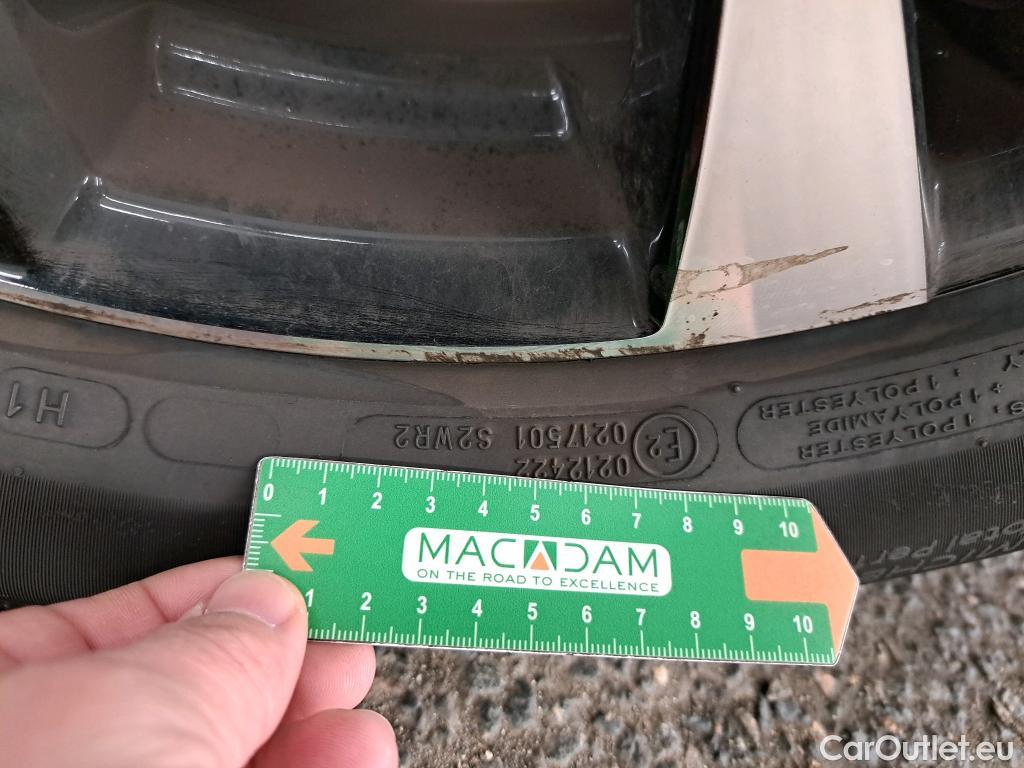 H1
0212422
E2
0217501 S2WR2
1 POLYESTER
+ 1 POLYAMIDE
: 1 POLYESTER
0 1 2 3 4 5 6 7 8 9 10
MACADAM
ON THE ROAD TO EXCELLENCE
1 2 3 4 5 6 7 8 9 10
CarOutlet.eu